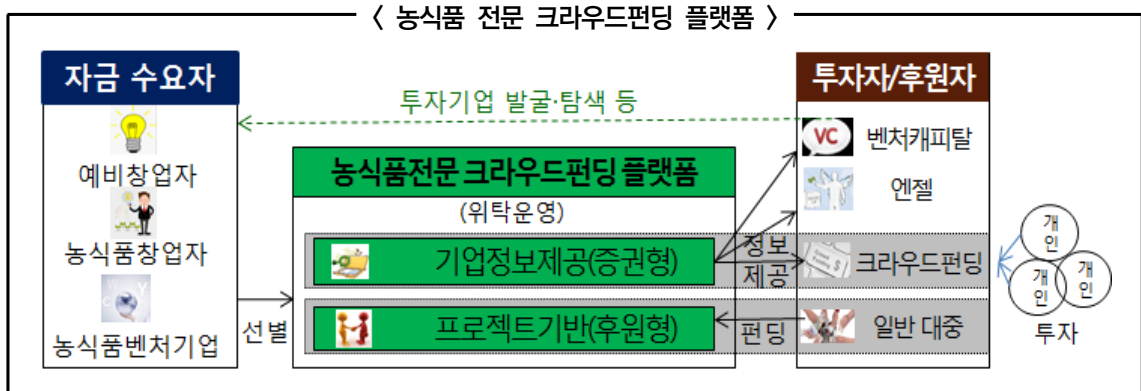 < 농식품 전문 크라우드펀딩 플랫폼 >
자금 수요자
예비창업자
농식품창업자
농식품벤처기업
투자기업 발굴·탐색 등
선별
농식품전문 크라우드펀딩 플랫폼
(위탁운영)
기업정보제공(증권형)
프로젝트기반(후원형)
정보
제공
펀딩
투자자/후원자
VC
벤처캐피탈
엔젤
크라우드펀딩
일반 대중
개
인
개
인
개
인
투자